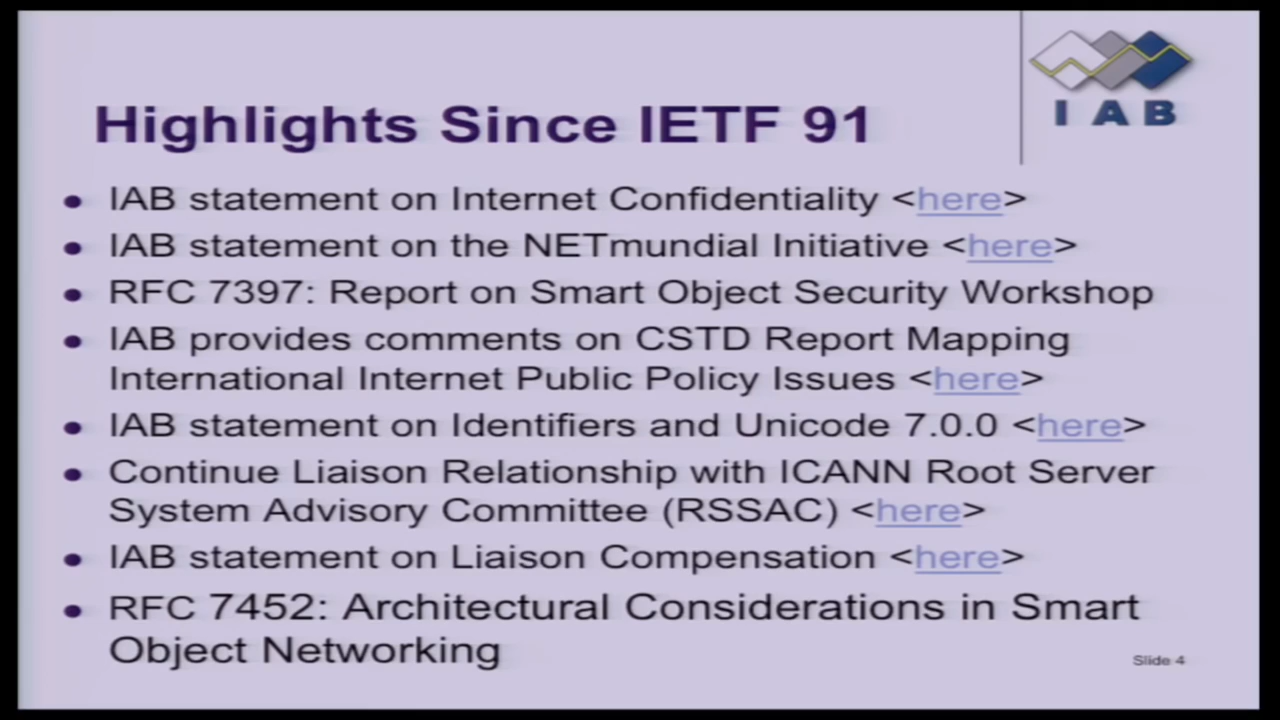 IAB
Highlights Since IETF 91
IAB statement on Internet Confidentiality <here>
IAB statement on the NETmundial Initiative <here>
RFC 7397: Report on Smart Object Security Workshop
IAB provides comments on CSTD Report Mapping
International Internet Public Policy Issues <here>
IAB statement on Identifiers and Unicode 7.0.0 <here>
Continue Liaison Relationship with ICANN Root Server
System Advisory Committee (RSSAC) <here>
IAB statement on Liaison Compensation <here>
RFC 7452: Architectural Considerations in Smart
Object Networking
Slide 4